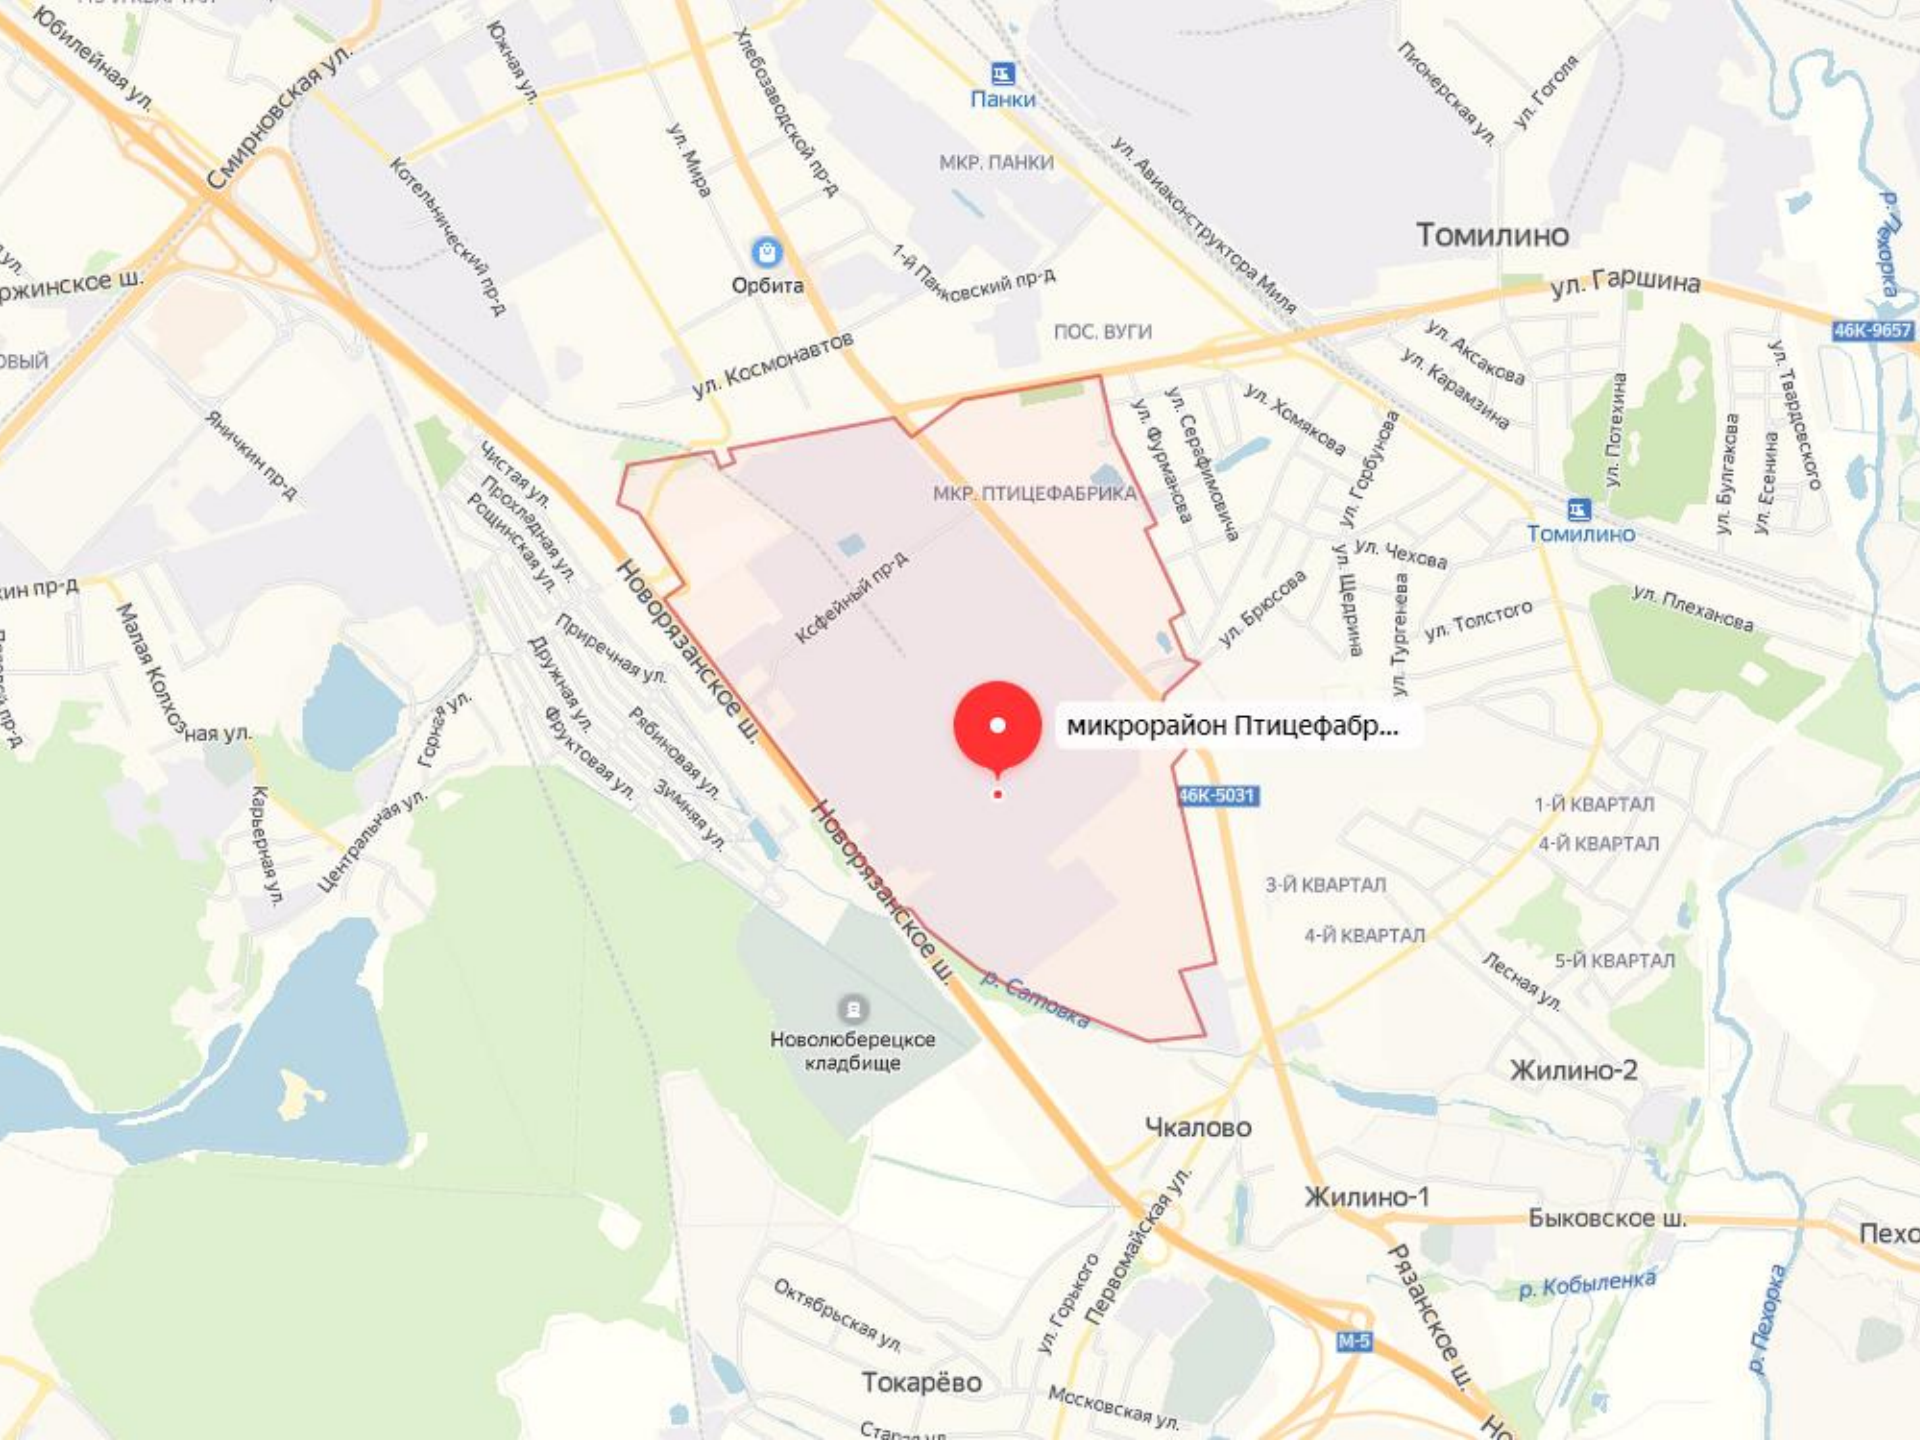 Юбилейная ул.
Смирновская ул.
Южная ул.
Хлебозаводской пр-д
Панки
ул. Мира
МКР. ПАНКИ
Пионерская ул.
ул. Гоголя
ул. Авиаконструктора Миля
р. Пехорка
Котельнический пр-д
Томилино
Орбита
1-й Панковский пр-д
ул. Гаршина
46К-9657
ПОС. ВУГИ
ул. Космонавтов
ул. Аксакова
ул. Карамзина
ул. Твардовского
ул. Хомякова
ул. Потехина
ул. Фурманова
ул. Серафимовича
ул. Горбунова
ул. Булгакова
ул. Есенина
Яничкин пр-д
Чистая ул.
Прохладная ул.
Рощинская ул.
МКР. ПТИЦЕФАБРИКА
Томилино
ул. Чехова
Кофейный пр-д
ул. Брюсова
ул. Щедрина
ул. Тургенева
ул. Толстого
ул. Плеханова
Малая Колхозная ул.
Новорязанское ш.
Приречная ул.
Дружная ул.
Фруктовая ул.
Рябиновая ул.
Зимняя ул.
Горная ул.
микрорайон Птицефабр...
46К-5031
Карьерная ул.
Центральная ул.
Новорязанское ш.
1-Й КВАРТАЛ
4-Й КВАРТАЛ
3-Й КВАРТАЛ
4-Й КВАРТАЛ
5-Й КВАРТАЛ
Лесная ул.
р. Сатовка
Новолюберецкое
кладбище
Жилино-2
Чкалово
Жилино-1
Быковское ш.
Первомайская ул.
ул. Горького
р. Кобыленка
р. Пехорка
Рязанское ш.
М-5
Октябрьская ул.
Токарёво
Московская ул.